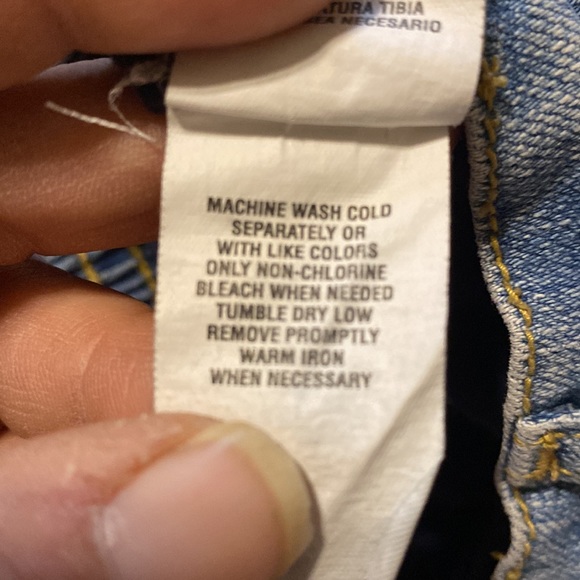 TURA TIBIA
SEA NECESARIO
MACHINE WASH COLD
SEPARATELY OR
WITH LIKE COLORS
ONLY NON-CHLORINE
BLEACH WHEN NEEDED
TUMBLE DRY LOW
REMOVE PROMPTLY
WARM IRON
WHEN NECESSARY